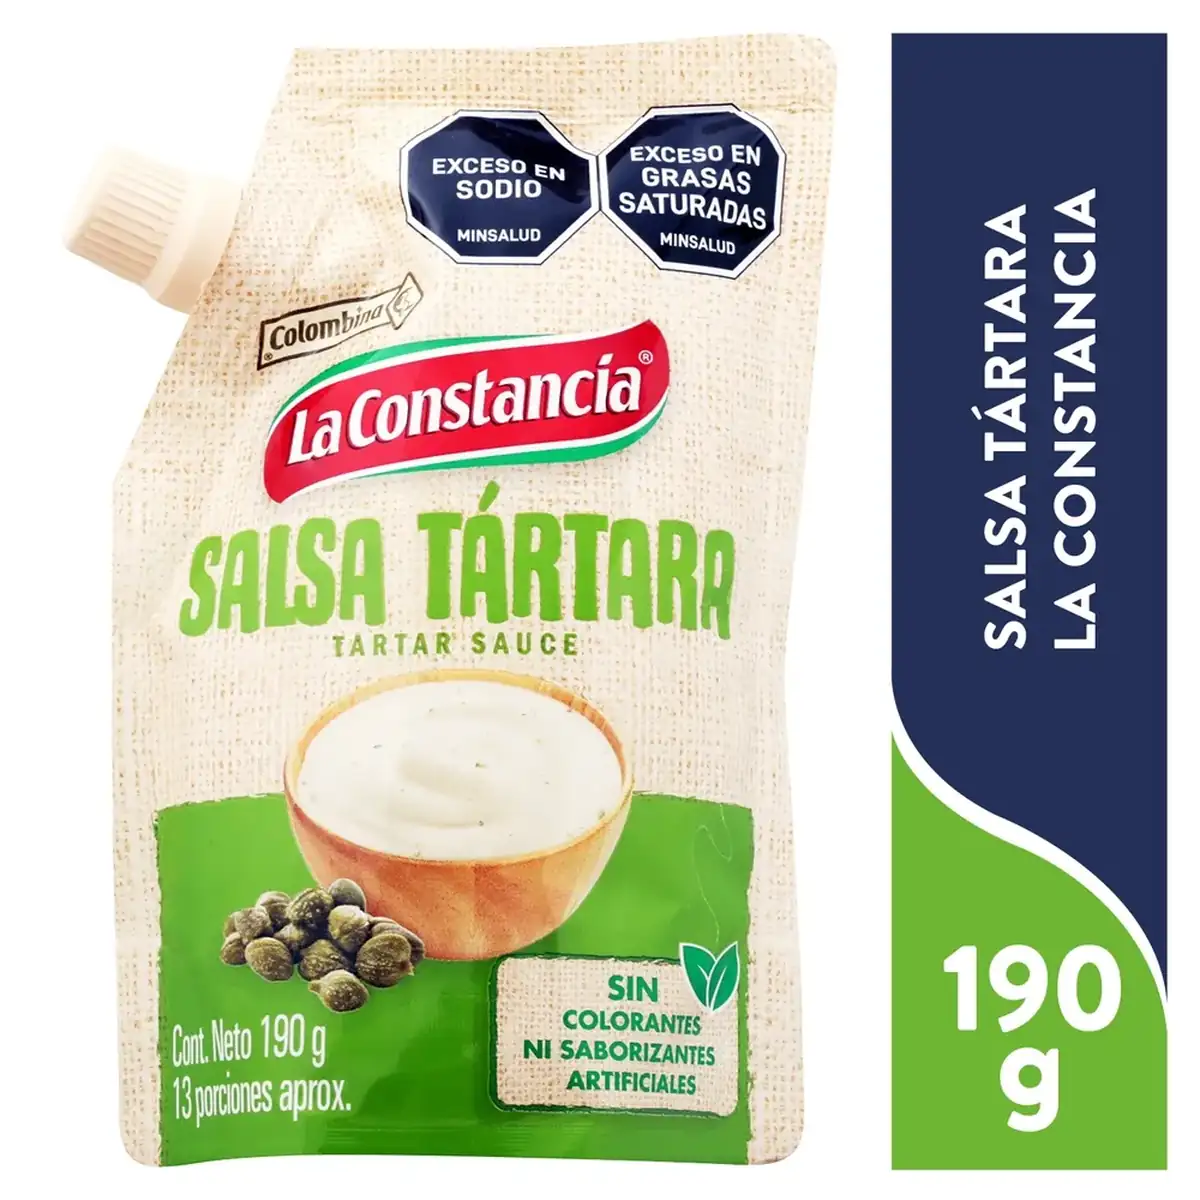 EXCESO EN
SODIO
MINSALUD
EXCESO EN
GRASAS
SATURADAS
MINSALUD
Colombina
®
La Constancia®
SALSA TÁRTARA
TARTAR SAUCE
SIN
COLORANTES
NI SABORIZANTES
ARTIFICIALES
Cont. Neto 190 g
13 porciones aprox.
SALSA TÁRTARA
LA CONSTANCIA
190
g